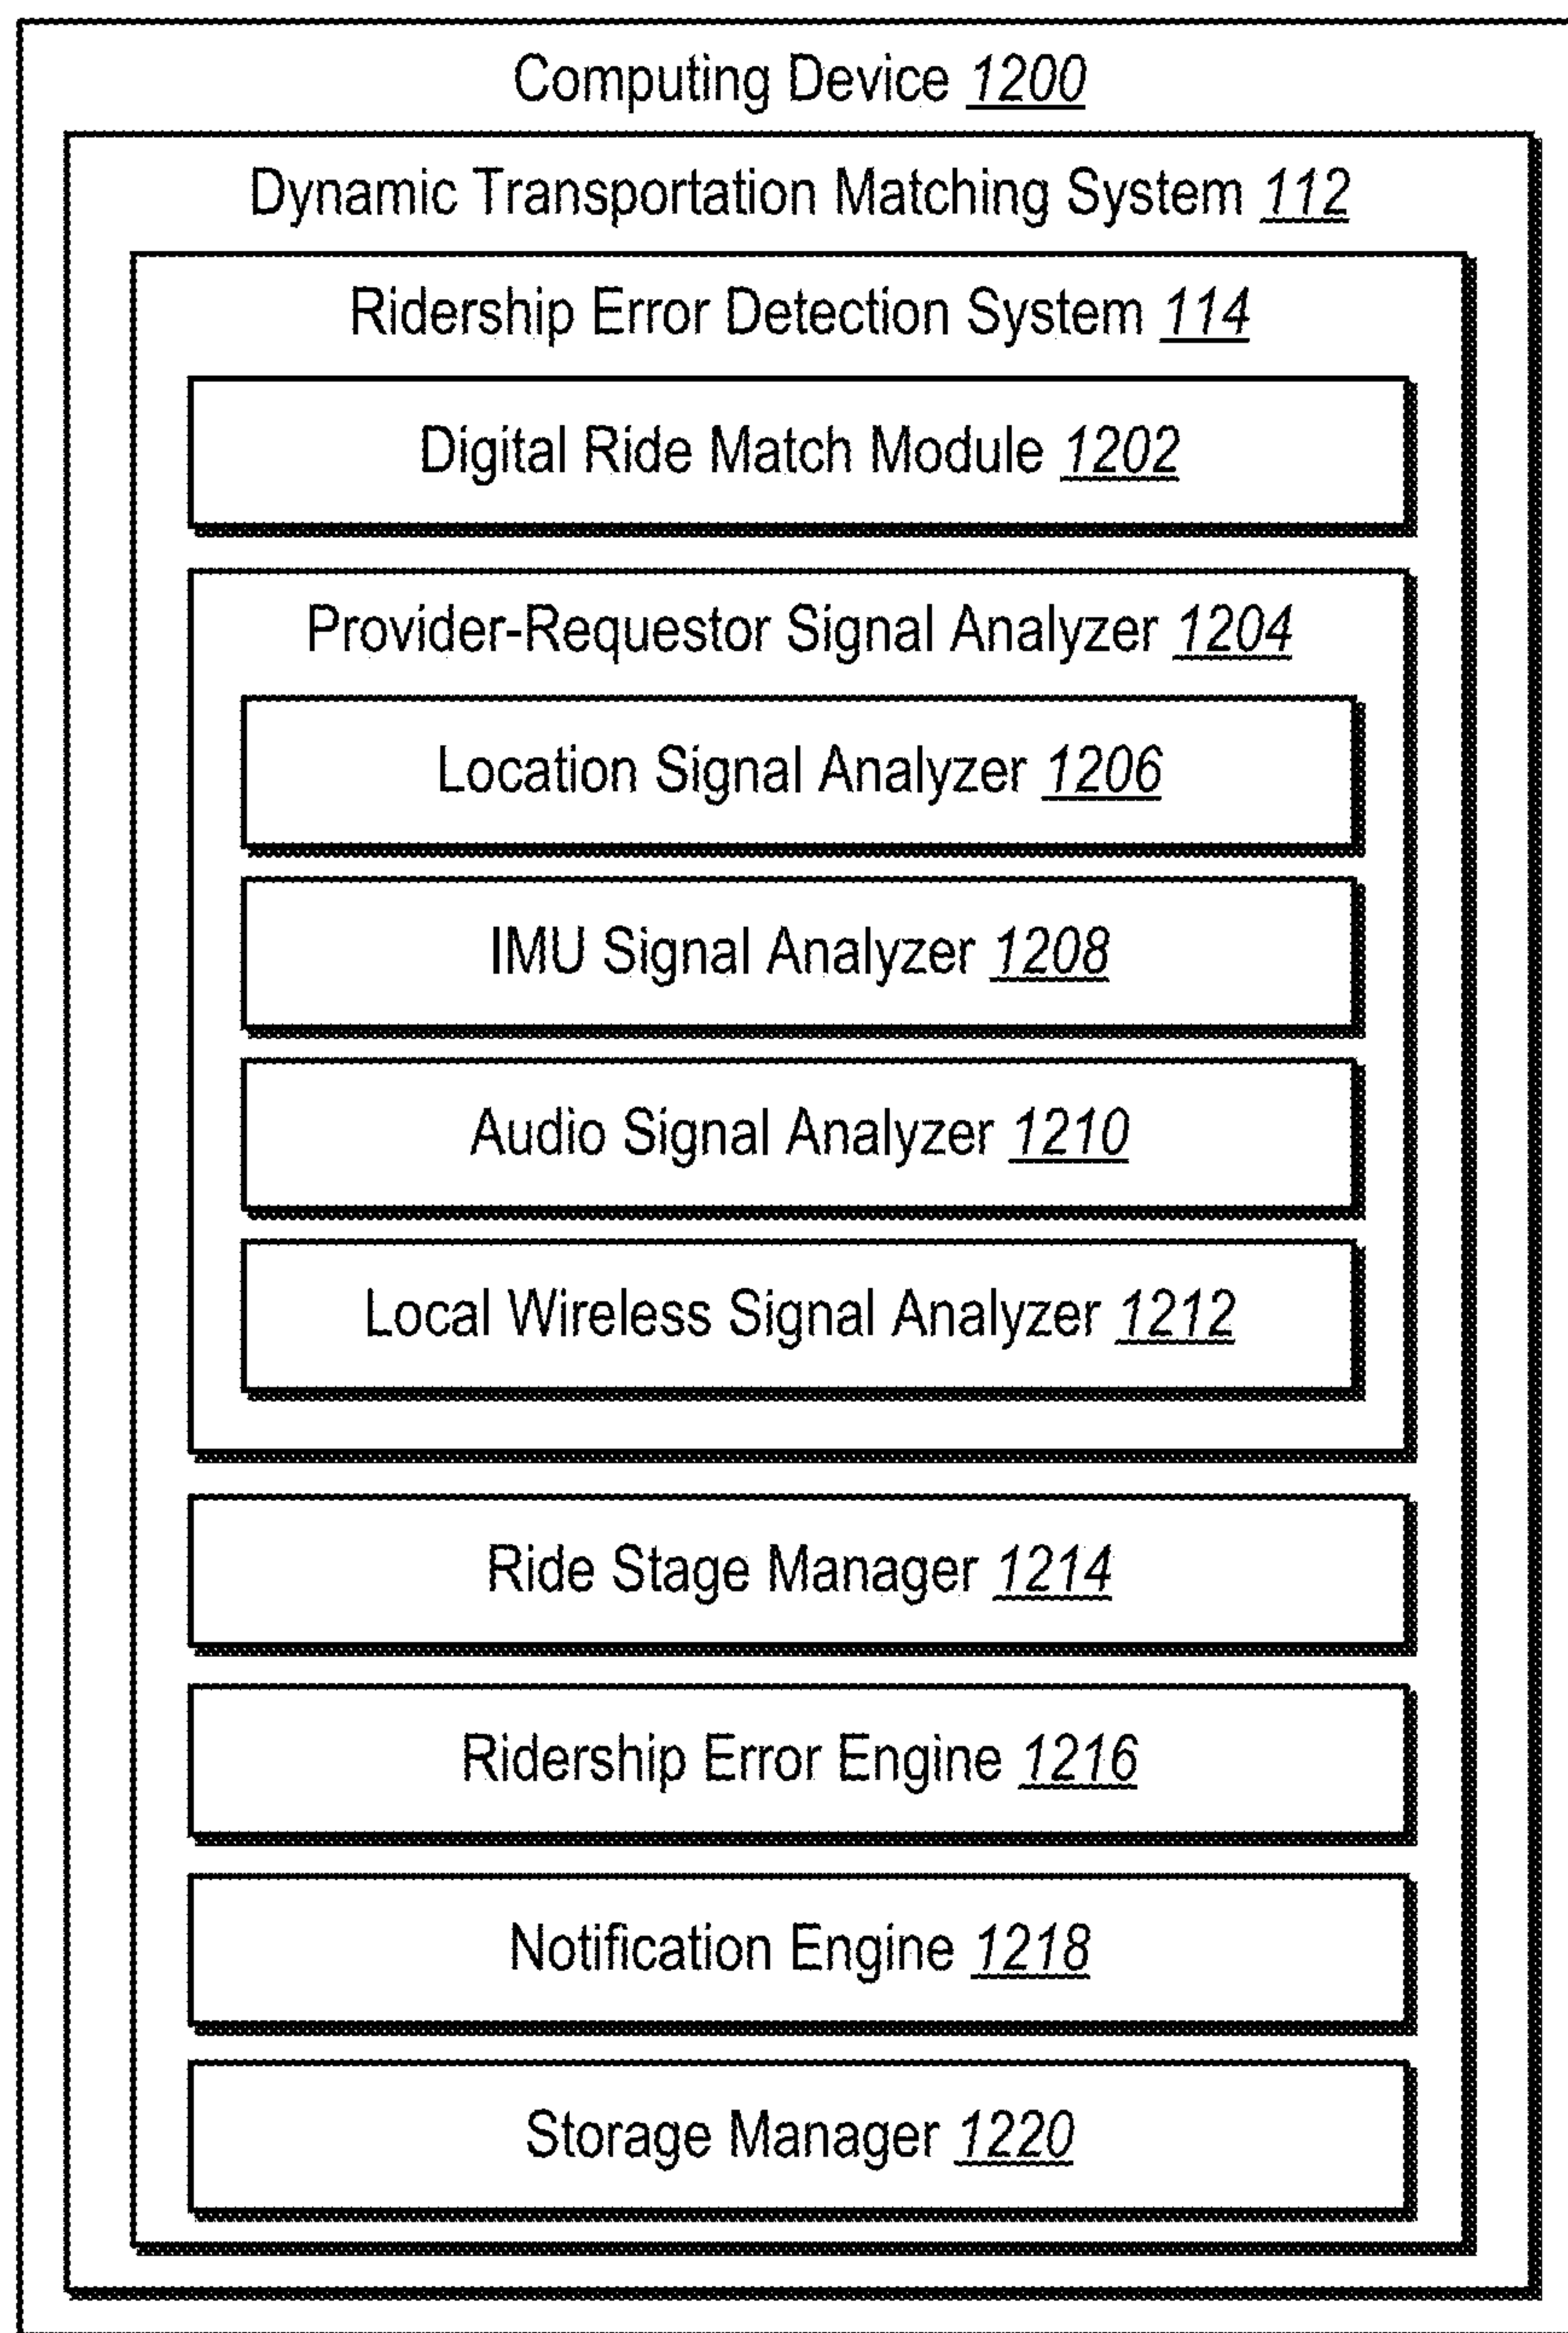 Computing Device 1200
Dynamic Transportation Matching System 112
Ridership Error Detection System 114
Digital Ride Match Module 1202
Provider-Requestor Signal Analyzer 1204
Location Signal Analyzer 1206
IMU Signal Analyzer 1208
Audio Signal Analyzer 1210
Local Wireless Signal Analyzer 1212
Ride Stage Manager 1214
Ridership Error Engine 1216
Notification Engine 1218
Storage Manager 1220